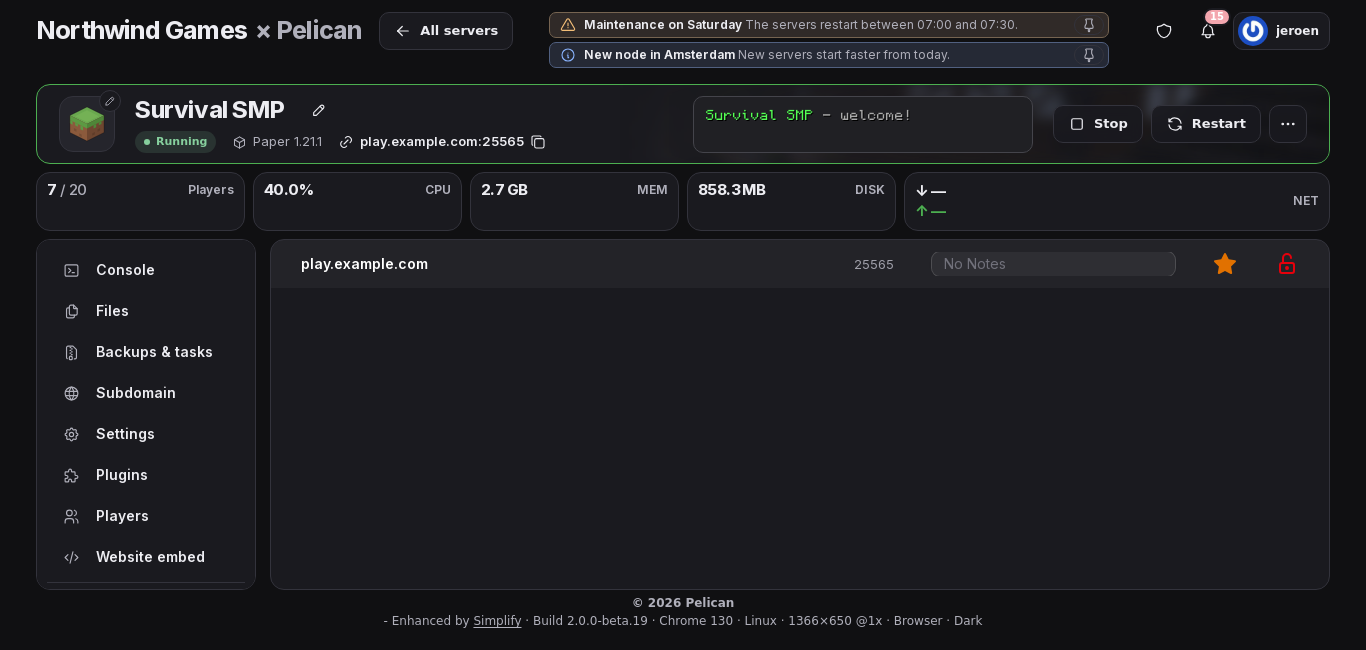 Northwind Games × Pelican
All servers
Maintenance on Saturday The servers restart between 07:00 and 07:30.
New node in Amsterdam New servers start faster from today.
15
jeroen
Survival SMP
Running
Paper 1.21.1
play.example.com:25565
Survival SMP – welcome!
Stop
Restart
7 / 20
Players
40.0%
CPU
2.7 GB
MEM
858.3 MB
DISK
↓ —
↑ —
NET
Console
Files
Backups & tasks
Subdomain
Settings
Plugins
Players
Website embed
play.example.com
25565
No Notes
© 2026 Pelican
- Enhanced by Simplify · Build 2.0.0-beta.19 · Chrome 130 · Linux · 1366×650 @1x · Browser · Dark